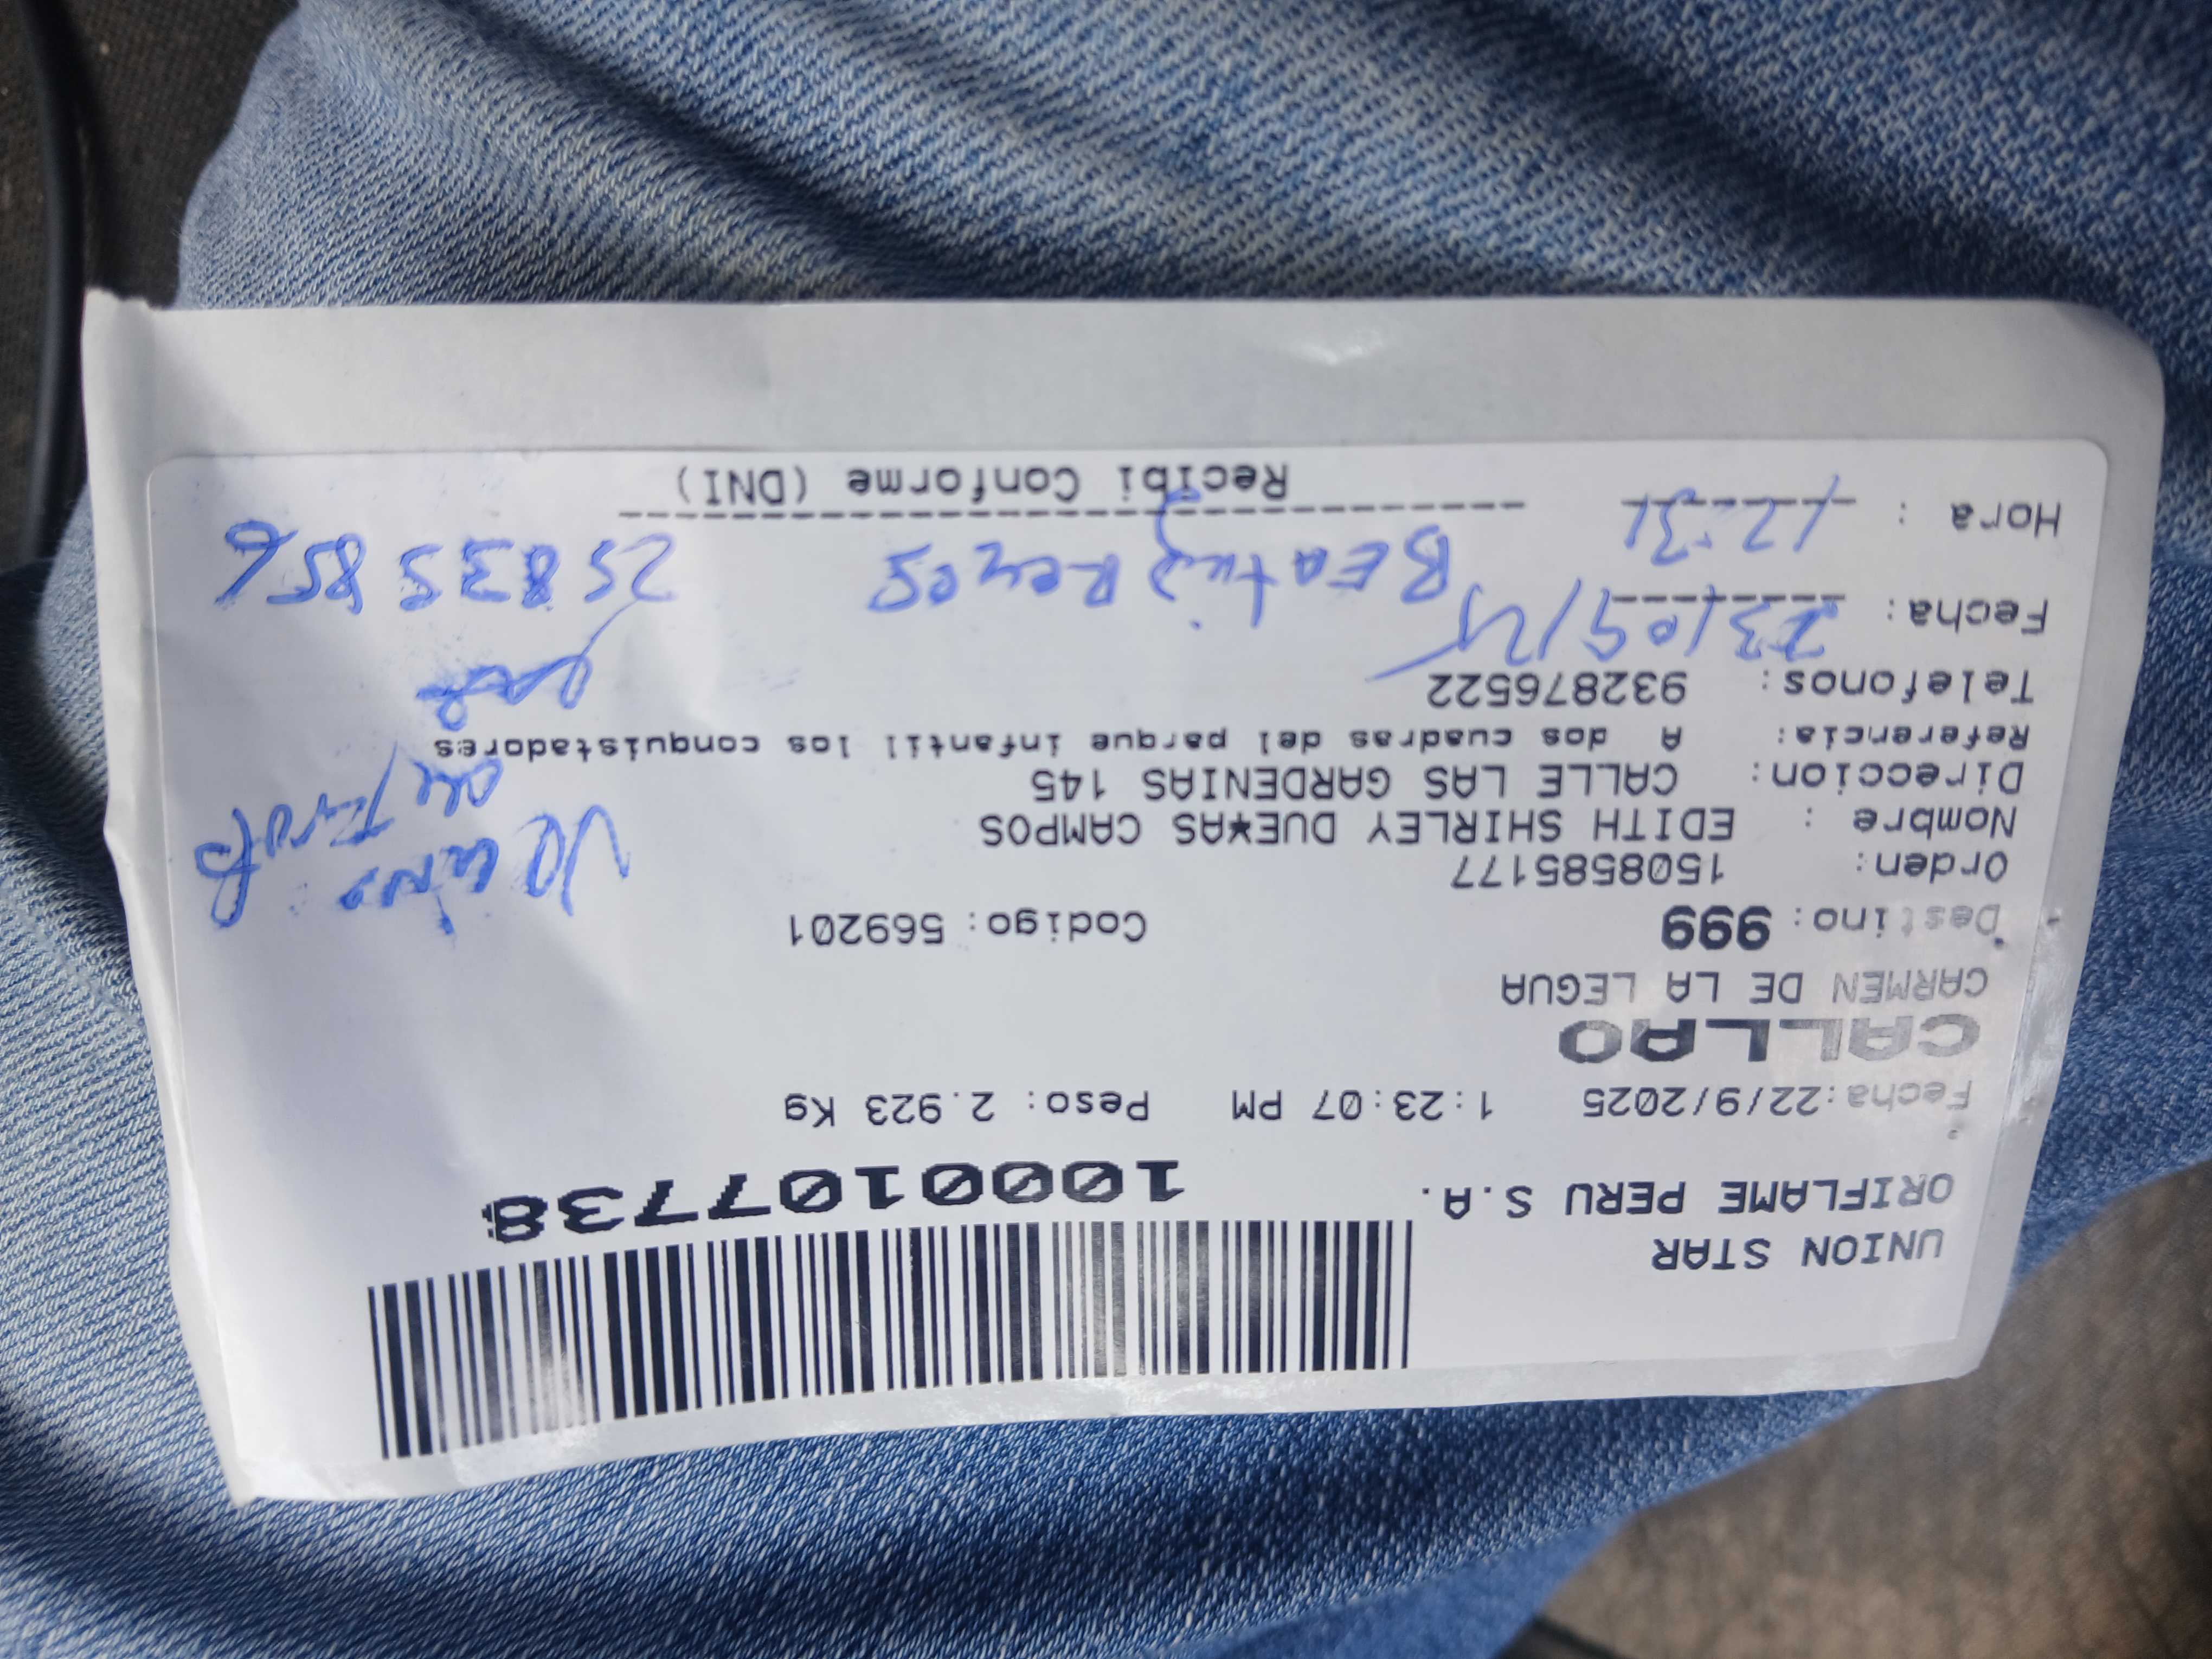 UNION STAR
ORIFLAME PERU S.A.
1000107738
Fecha:22/9/2025 1:23:07 PM Peso: 2.923 Kg
CALLAO
CARMEN DE LA LEGUA
Destino: 999 Codigo: 569201
Orden: 1508585177
Nombre : EDITH SHIRLEY DUE¥AS CAMPOS
Direccion: CALLE LAS GARDENIAS 145
Referencia: A dos cuadras del parque infantil los conquistadores
Telefonos: 932876522
Vecino
de Frente
Fecha: 23/09/25
Hora : 12:31
Beatriz Reyes 25835856
Recibi Conforme (DNI)